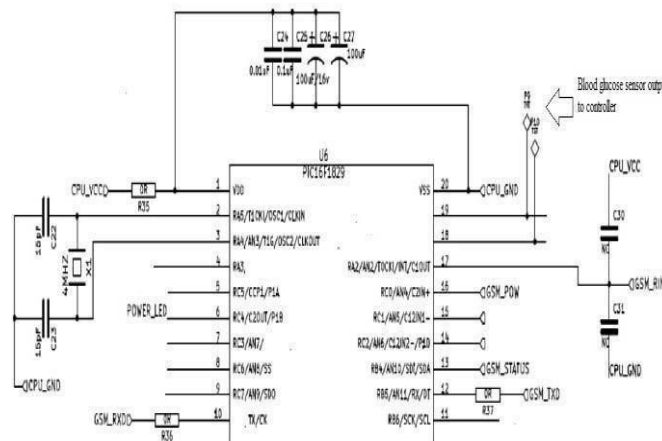 C24
C25
C26
C27
0.01uF
0.1uF
100uF/16v
100uF
Blood glucose sensor outp
to controller
P9
TP
P10
TP
U6
PIC16F1829
CPU_VCC
0R
R35
1
VDD
VSS
20
CPU_GND
CPU_VCC
15pF
C22
2
RA5/T1CKI/OSC1/CLKIN
19
3
RA4/AN3/T1G/OSC2/CLKOUT
18
C30
NC
4MHZ
X1
4
RA3,
RA2/AN2/T0CKI/INT/C1OUT
17
GSM_RIN
5
RC5/CCP1/P1A
RC0/AN4/C2IN+
16
GSM_POW
POWER_LED
6
RC4/C2OUT/P1B
RC1/AN5/C12IN1-
15
C31
NC
15pF
C23
7
RC3/AN7/
RC2/AN6/C12IN2-/P1D
14
8
RC6/AN8/SS
RB4/AN10/SDI/SDA
13
GSM_STATUS
CPU_GND
CPU_GND
9
RC7/AN9/SDO
RB5/AN11/RX/DT
12
0R
R37
GSM_TXD
GSM_RXD
0R
R36
10
TX/CK
RB6/SCK/SCL
11